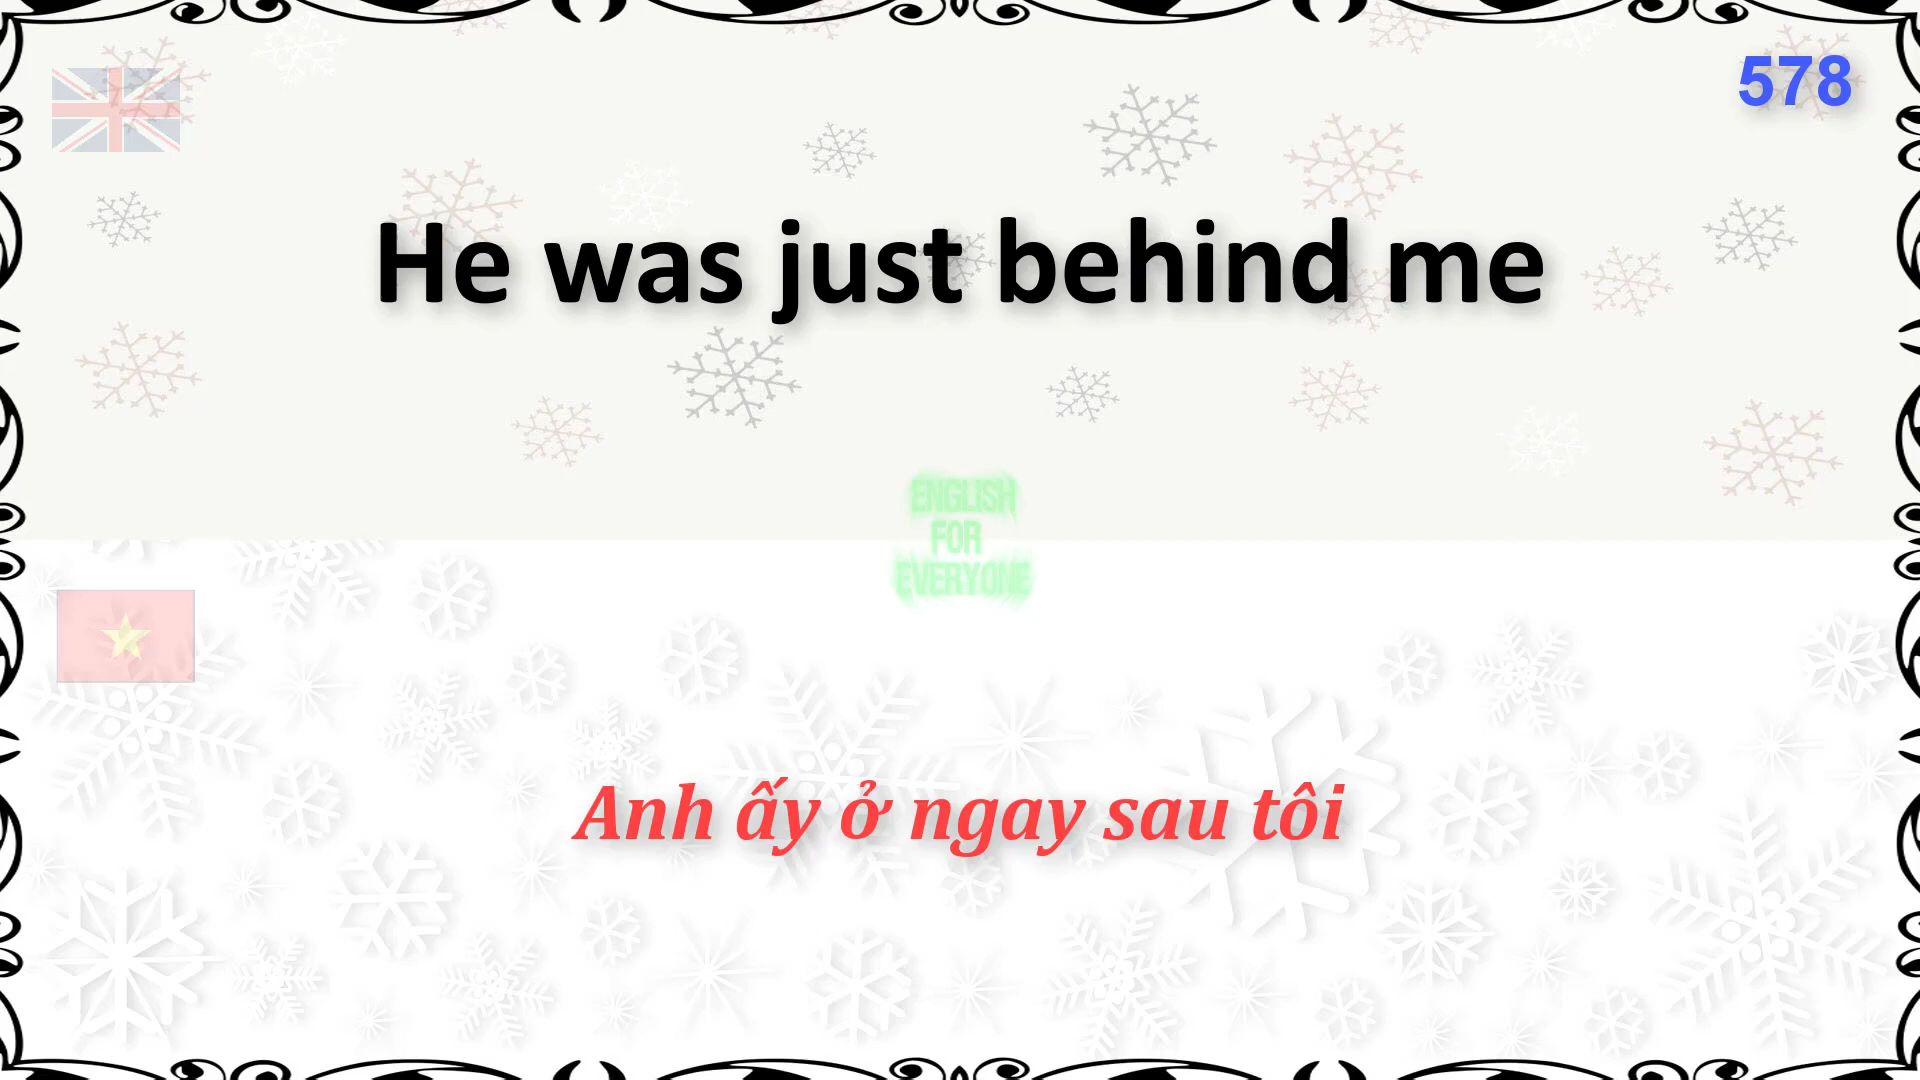 578
He was just behind me
ENGLISH
FOR
EVERYONE
Anh ấy ở ngay sau tôi